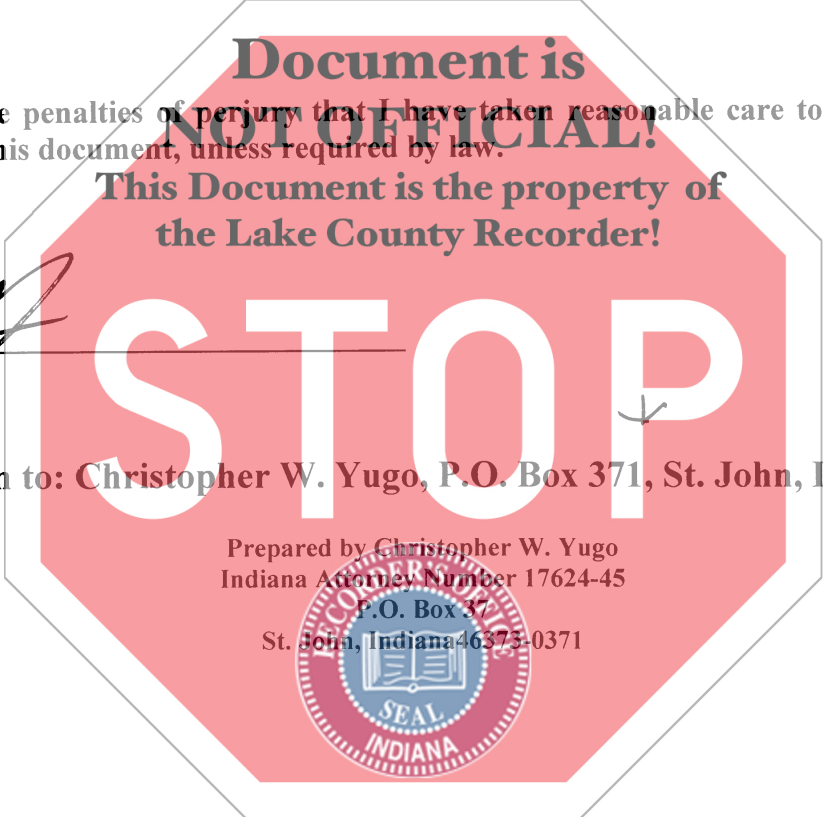 Document is
e penalties of perjury that I have taken reasonable care to
NOT OFFICIAL!
his document, unless required by law.
This Document is the property of
the Lake County Recorder!
STOP
n to: Christopher W. Yugo, P.O. Box 371, St. John, I
Prepared by Christopher W. Yugo
Indiana Attorney Number 17624-45
P.O. Box 37
St. John, Indiana46373-0371
RECORDER'S OFFICE
SEAL
INDIANA